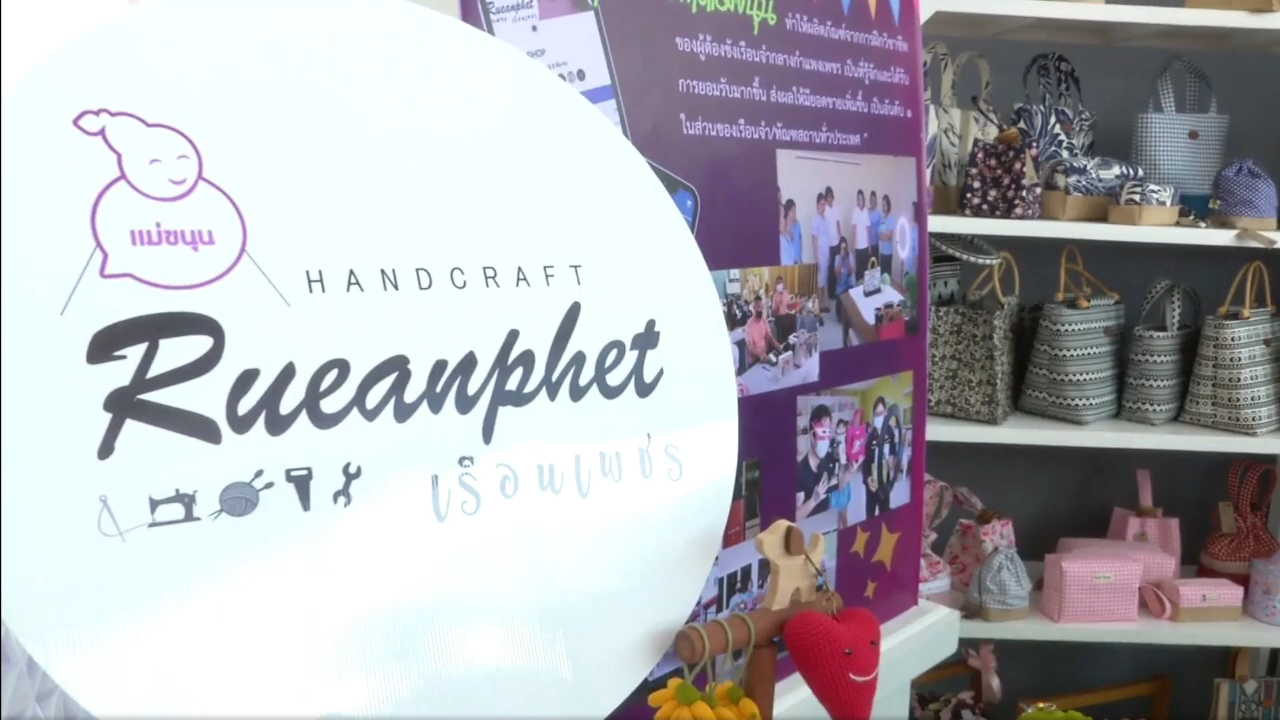 แม่ขนุน
HANDCRAFT
Rueanphet
เรือนเพชร
Rueanphet
SHOP
ทำให้ผลิตภัณฑ์จากการฝึกวิชาชีพ
ของผู้ต้องขังเรือนจำกลางกำแพงเพชร เป็นที่รู้จักและได้รับ
การยอมรับมากขึ้น ส่งผลให้มียอดขายเพิ่มขึ้น เป็นอันดับ ๑
ในส่วนของเรือนจำ/ทัณฑสถานทั่วประเทศ "